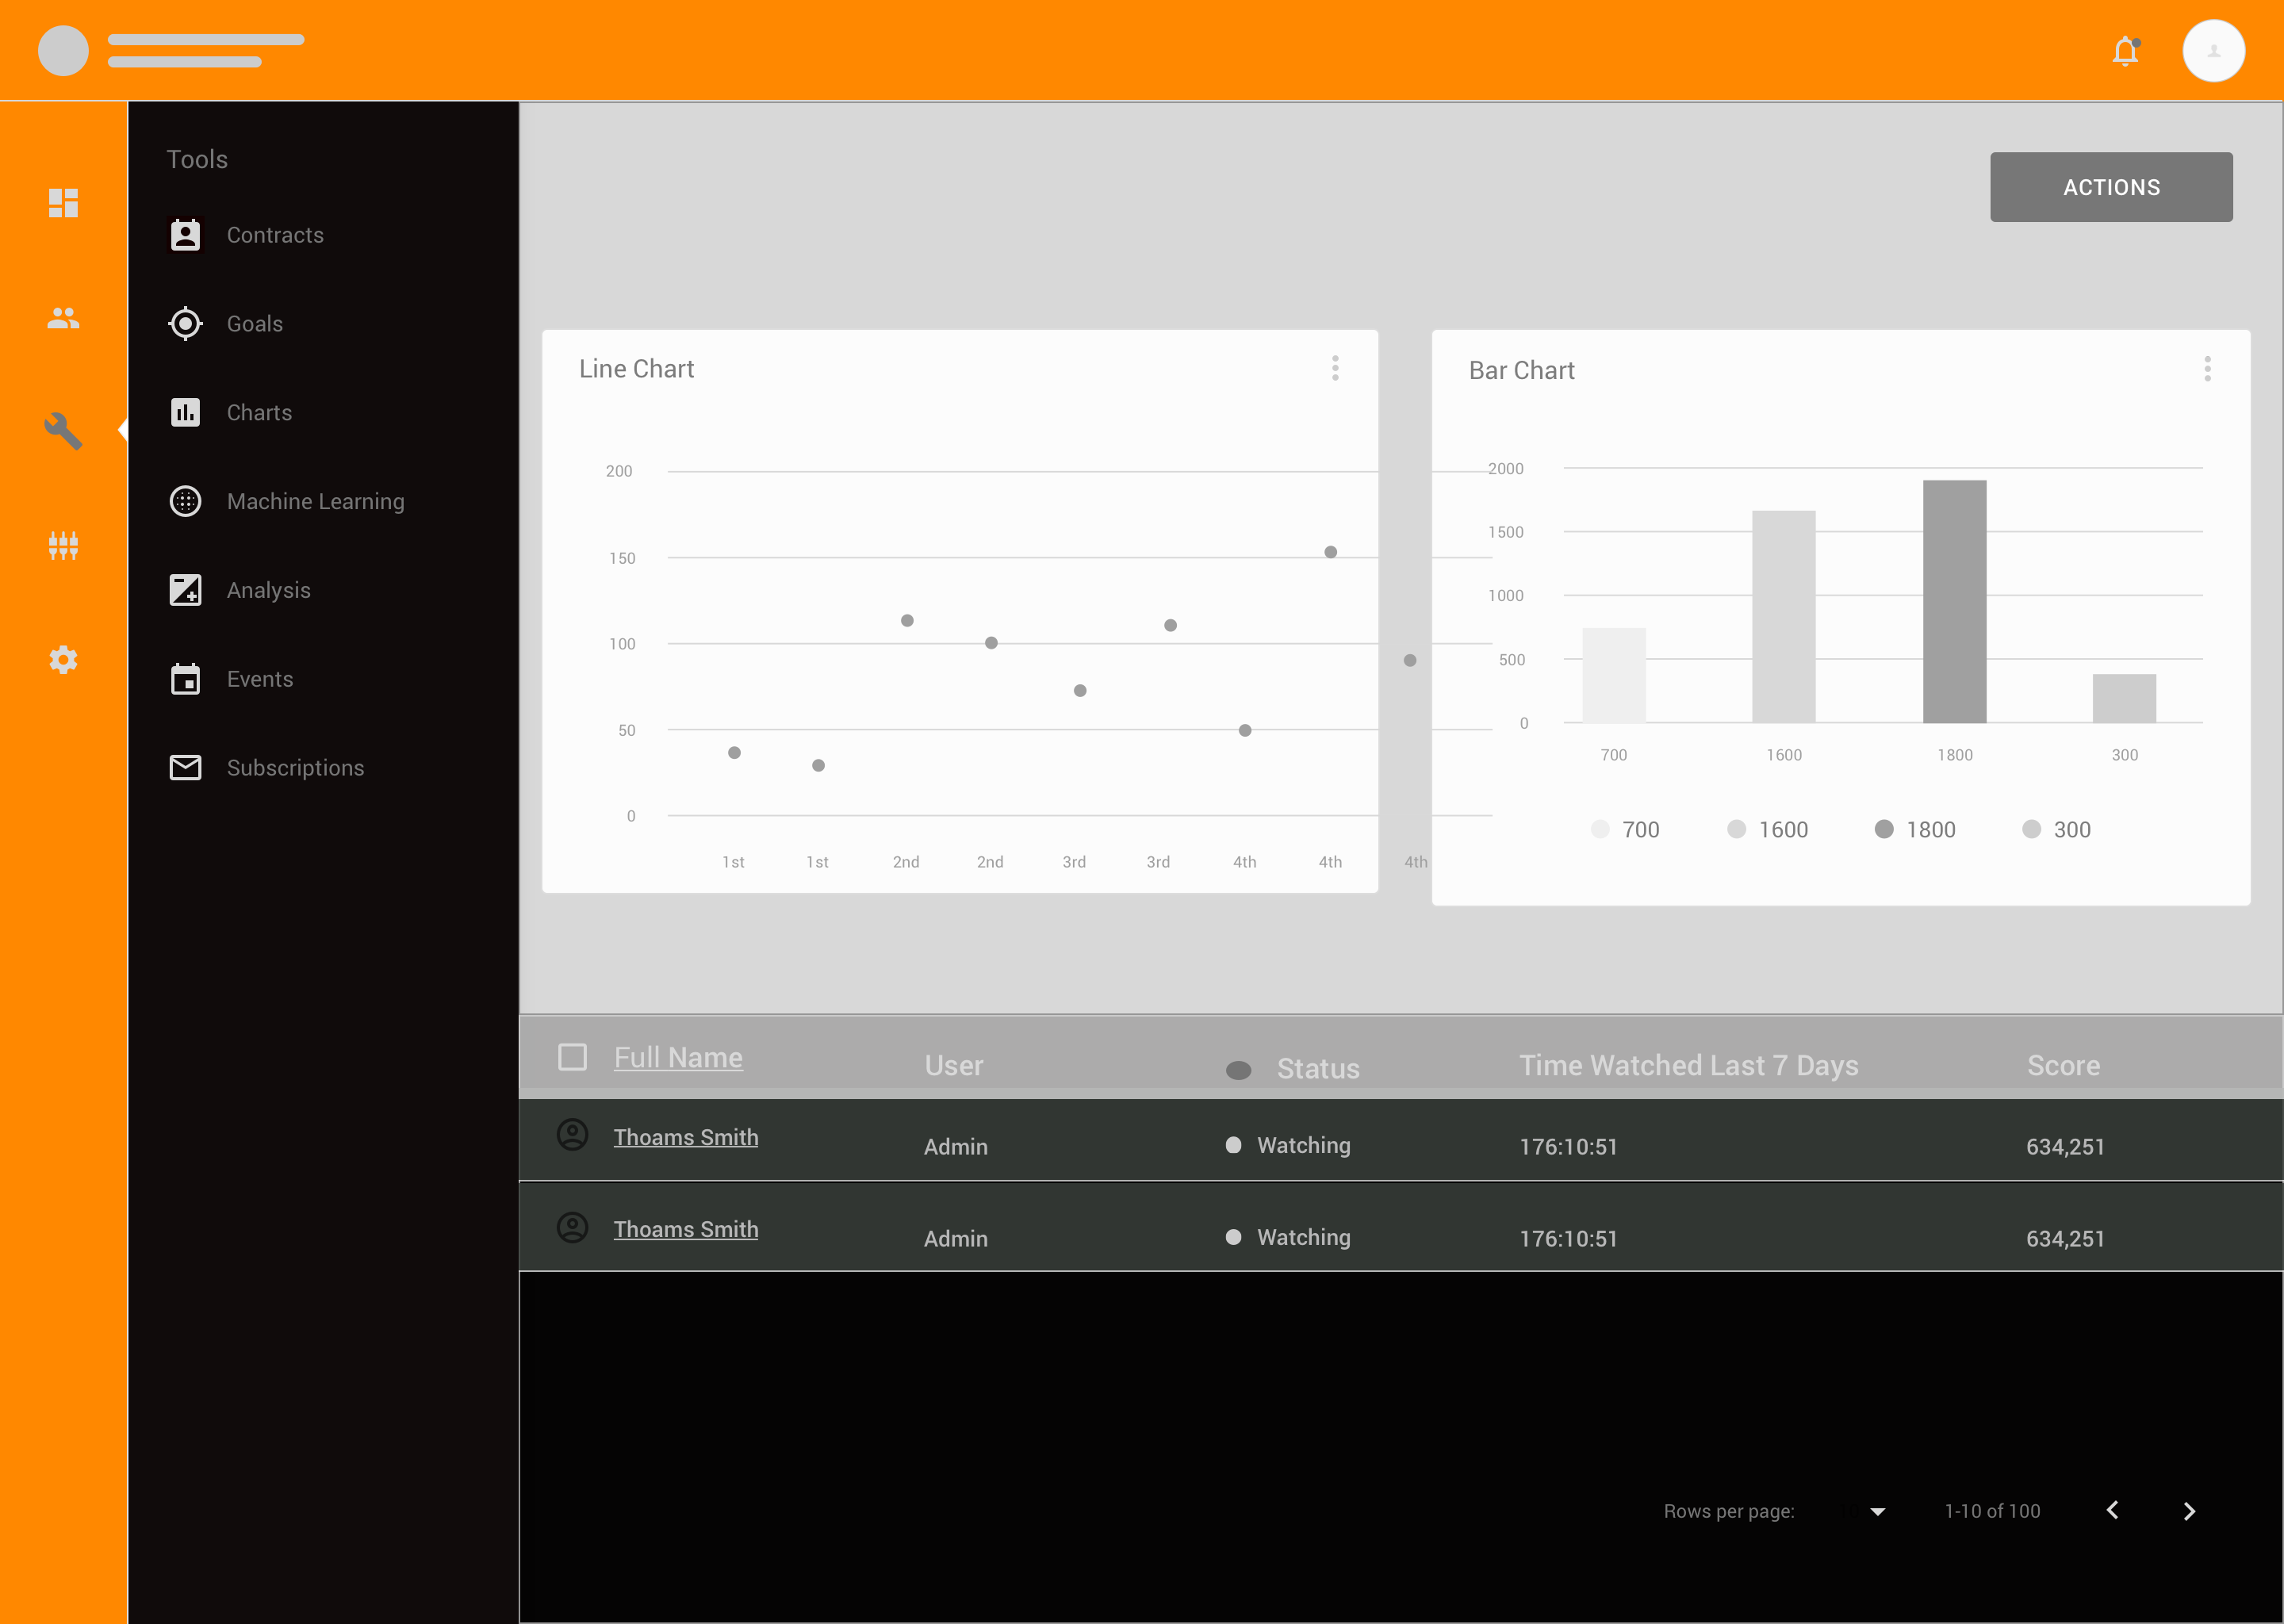 Tools
Contracts
Goals
Charts
Machine Learning
Analysis
Events
Subscriptions
ACTIONS
Line Chart
200
150
100
50
0
1st 1st 2nd 2nd 3rd 3rd 4th 4th 4th
Bar Chart
2000
1500
1000
500
0
700 1600 1800 300
700 1600 1800 300
Full Name User Status Time Watched Last 7 Days Score
Thoams Smith Admin Watching 176:10:51 634,251
Thoams Smith Admin Watching 176:10:51 634,251
Rows per page: 1-10 of 100